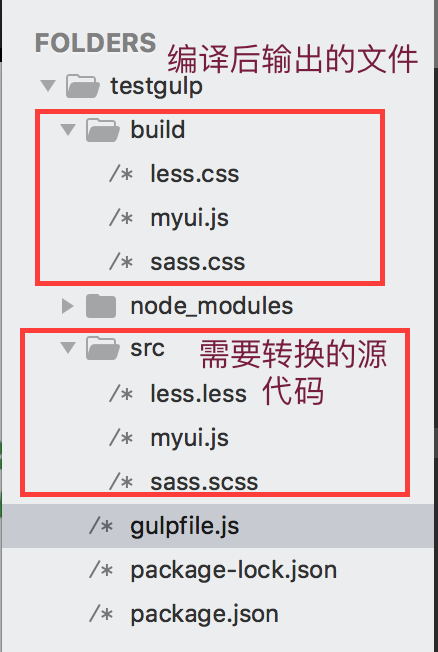 FOLDERS
编译后输出的文件
testgulp
build
/* less.css
/* myui.js
/* sass.css
node_modules
src
需要转换的源
代码
/* less.less
/* myui.js
/* sass.scss
/* gulpfile.js
/* package-lock.json
/* package.json